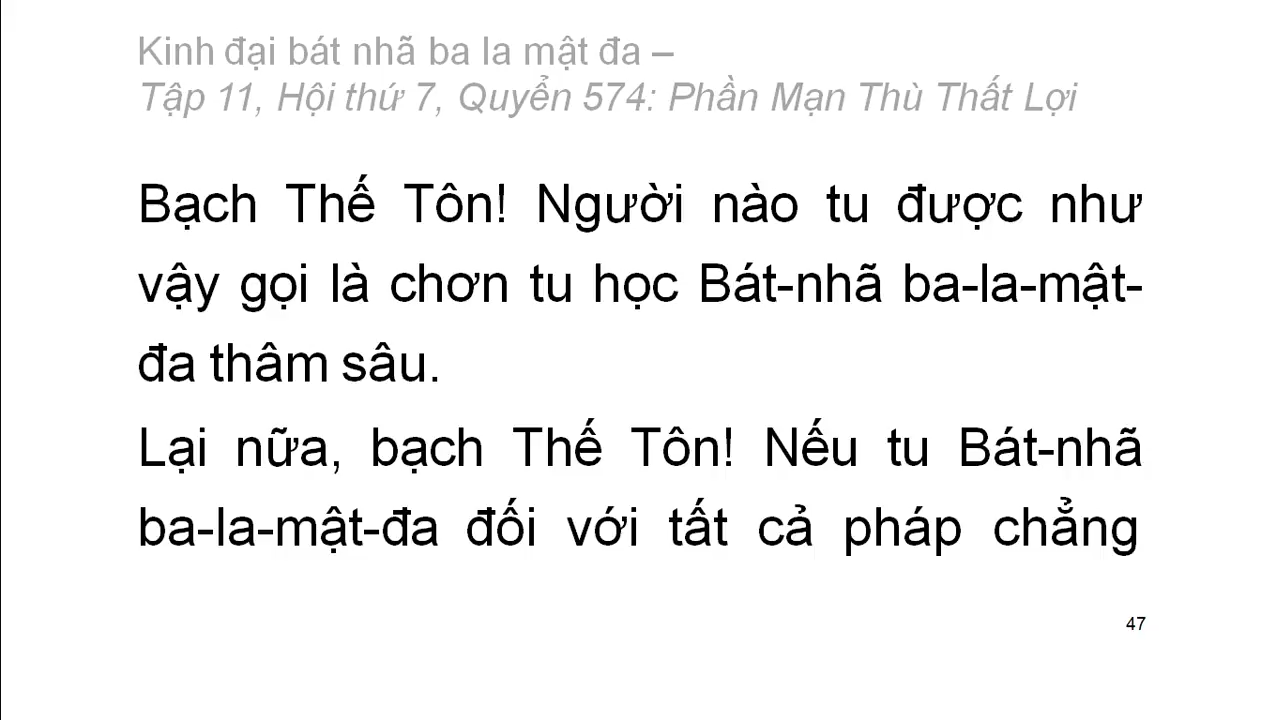 Kinh đại bát nhã ba la mật đa –
Tập 11, Hội thứ 7, Quyển 574: Phần Mạn Thù Thất Lợi
Bạch Thế Tôn! Người nào tu được như
vậy gọi là chơn tu học Bát-nhã ba-la-mật-
đa thâm sâu.
Lại nữa, bạch Thế Tôn! Nếu tu Bát-nhã
ba-la-mật-đa đối với tất cả pháp chẳng
47